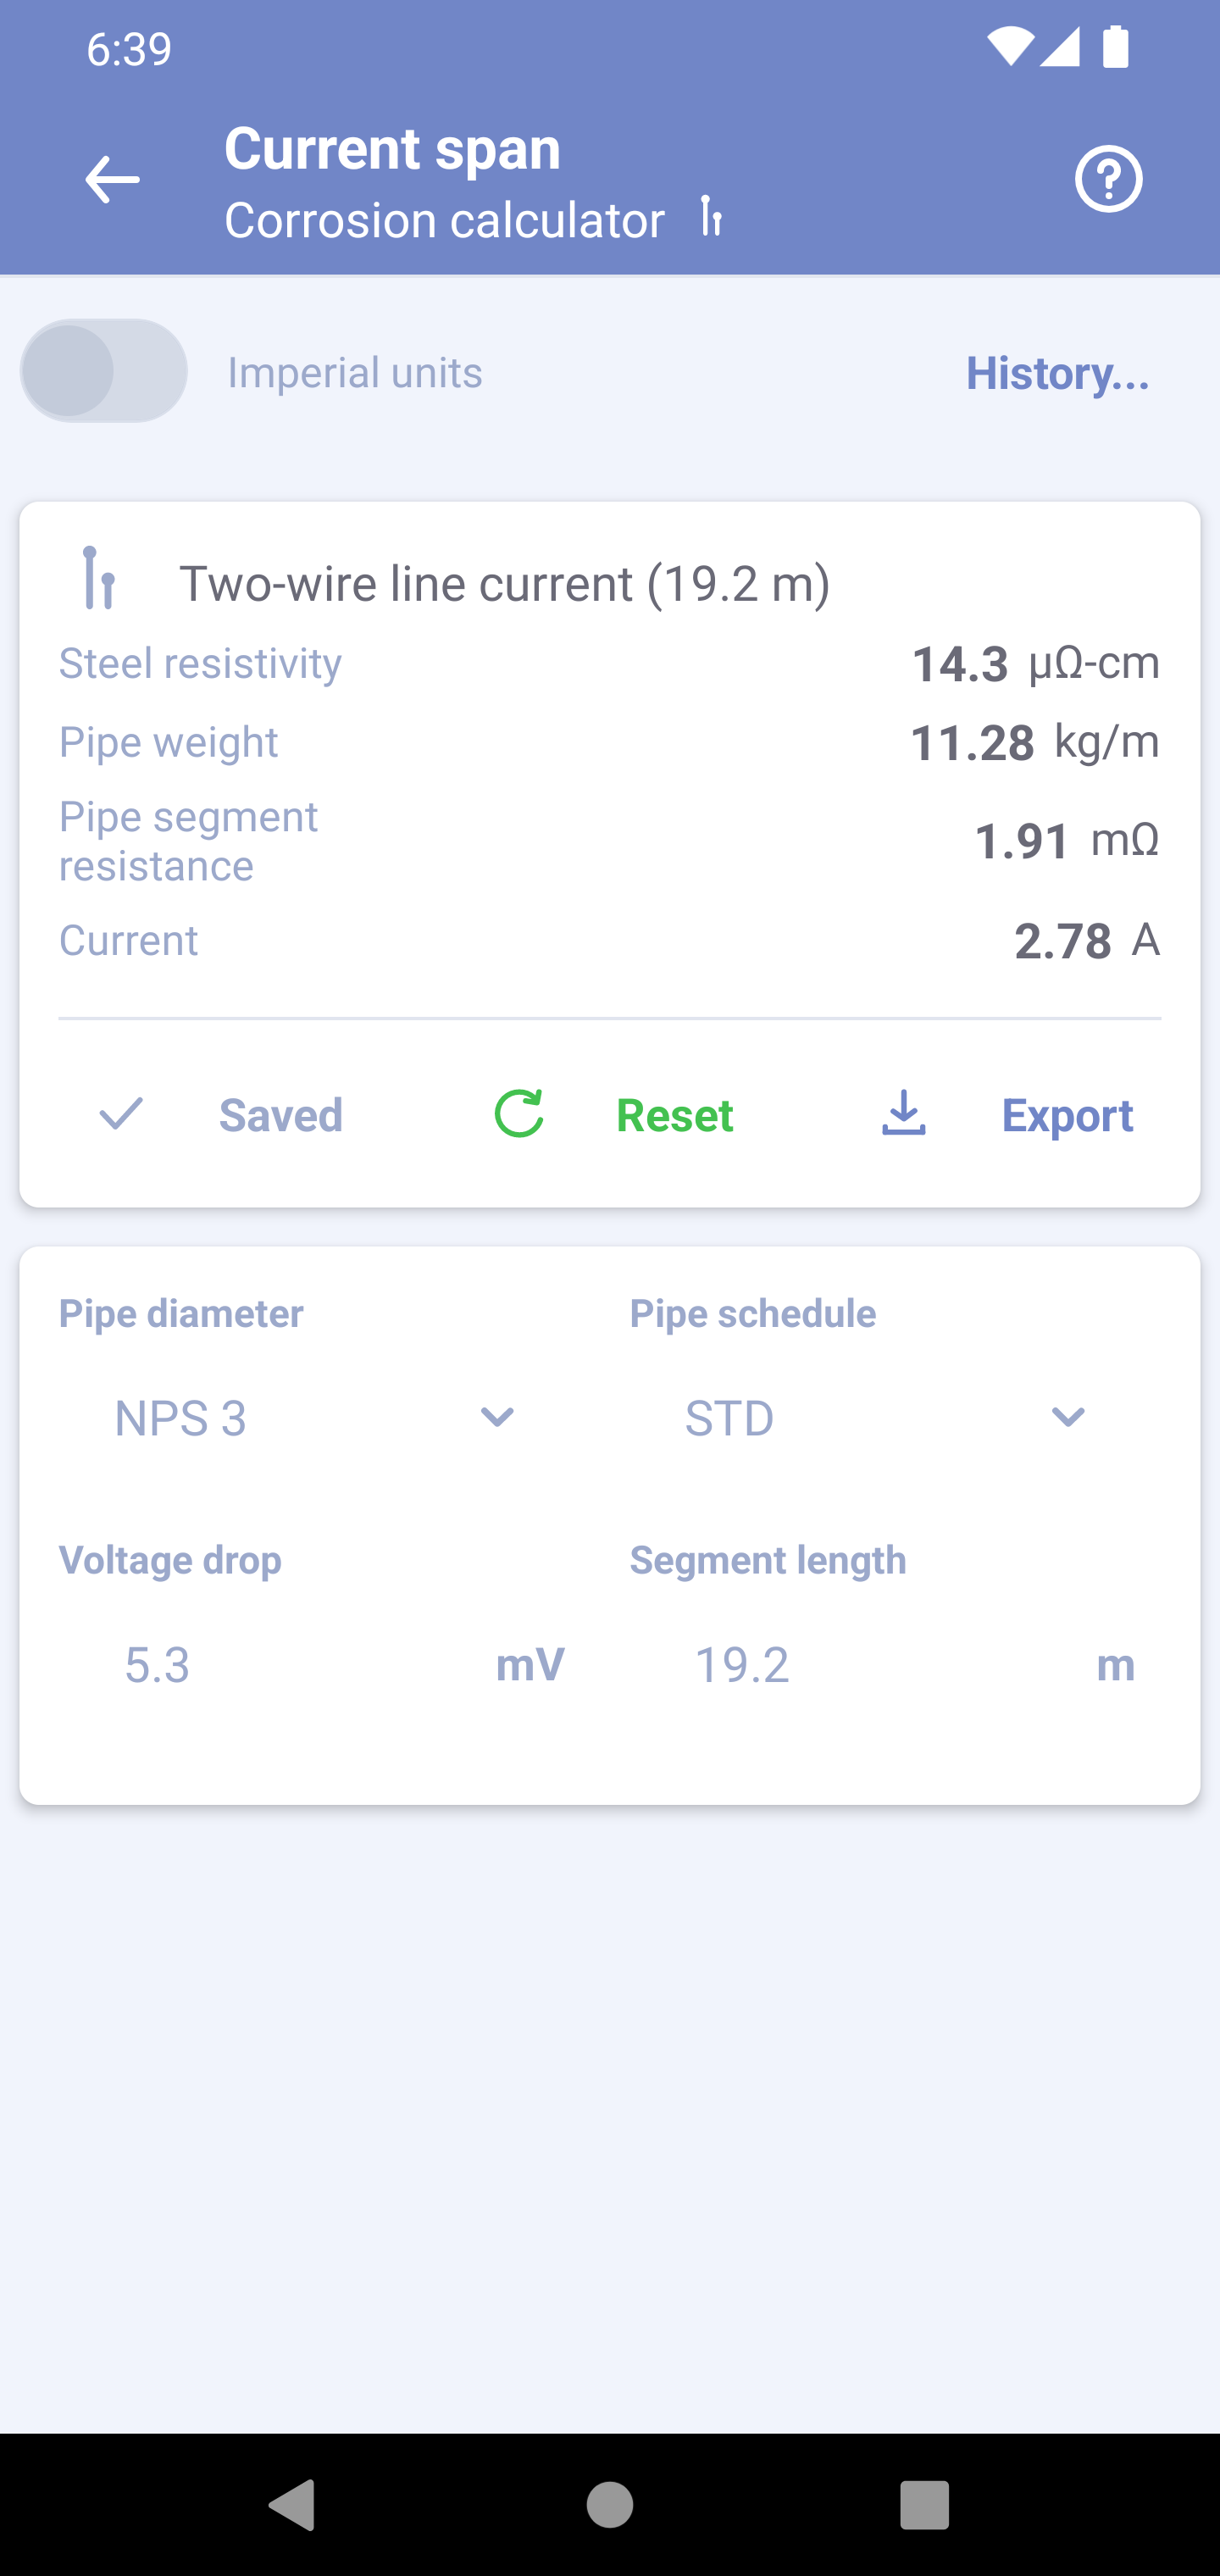 6:39
Current span
Corrosion calculator
Imperial units
History...
Two-wire line current (19.2 m)
Steel resistivity
14.3 μΩ-cm
Pipe weight
11.28 kg/m
Pipe segment
resistance
1.91 mΩ
Current
2.78 A
Saved
Reset
Export
Pipe diameter
Pipe schedule
NPS 3
STD
Voltage drop
Segment length
5.3 mV
19.2 m